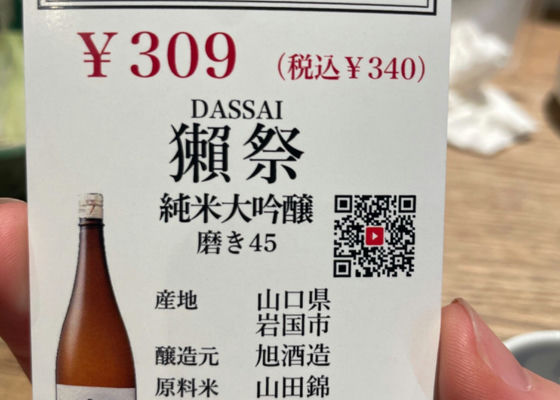 ¥309 (税込¥340)
DASSAI
獺祭
純米大吟醸
磨き45
産地 山口県
岩国市
醸造元 旭酒造
原料米 山田錦